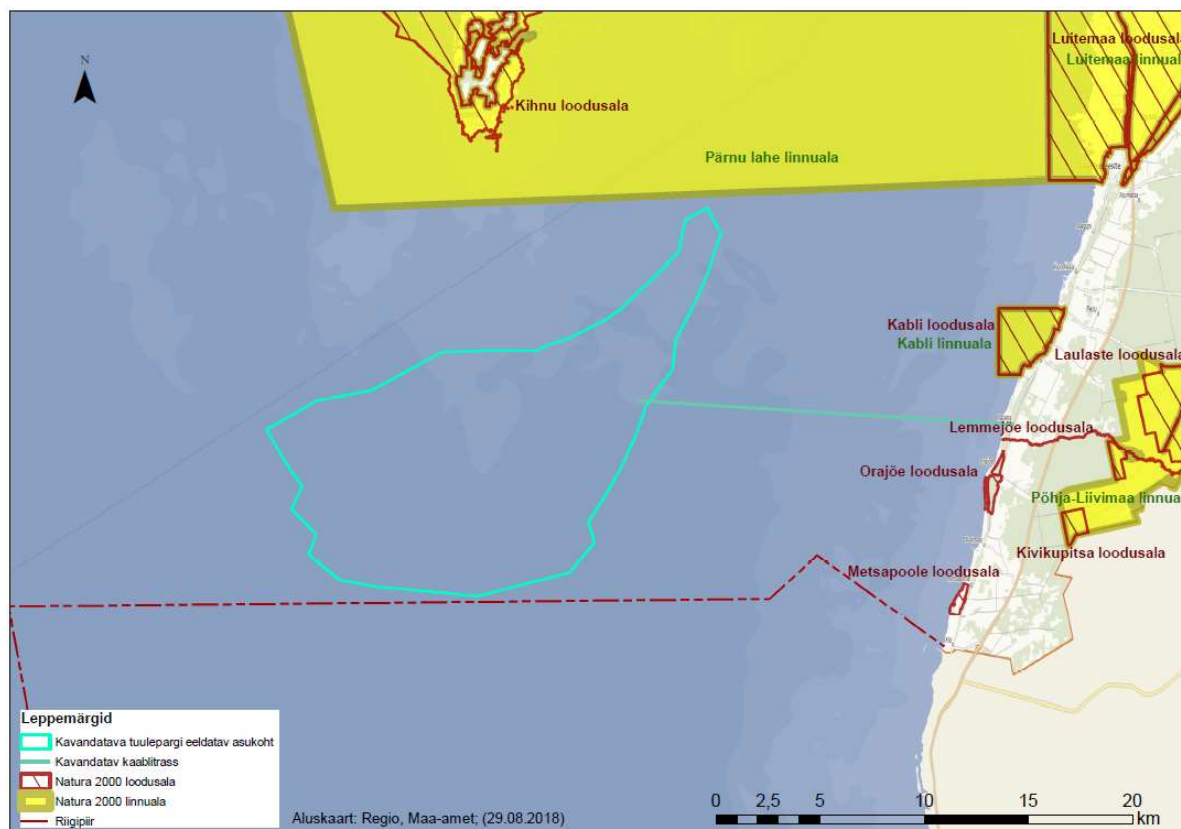 N
Luitemaa loodusala
Luitemaa linnuala
Kihnu loodusala
Pärnu lahe linnuala
Kabli loodusala
Kabli linnuala
Laulaste loodusala
Lemmejõe loodusala
Orajõe loodusala
Põhja-Liivimaa linnuala
Kivikupitsa loodusala
Metsapoole loodusala
Leppemärgid
Kavandatava tuulepargi eeldatav asukoht
Kavandatav kaablitrass
Natura 2000 loodusala
Natura 2000 linnuala
Riigipiir
Aluskaart: Regio, Maa-amet; (29.08.2018)
0 2,5 5 10 15 20
km